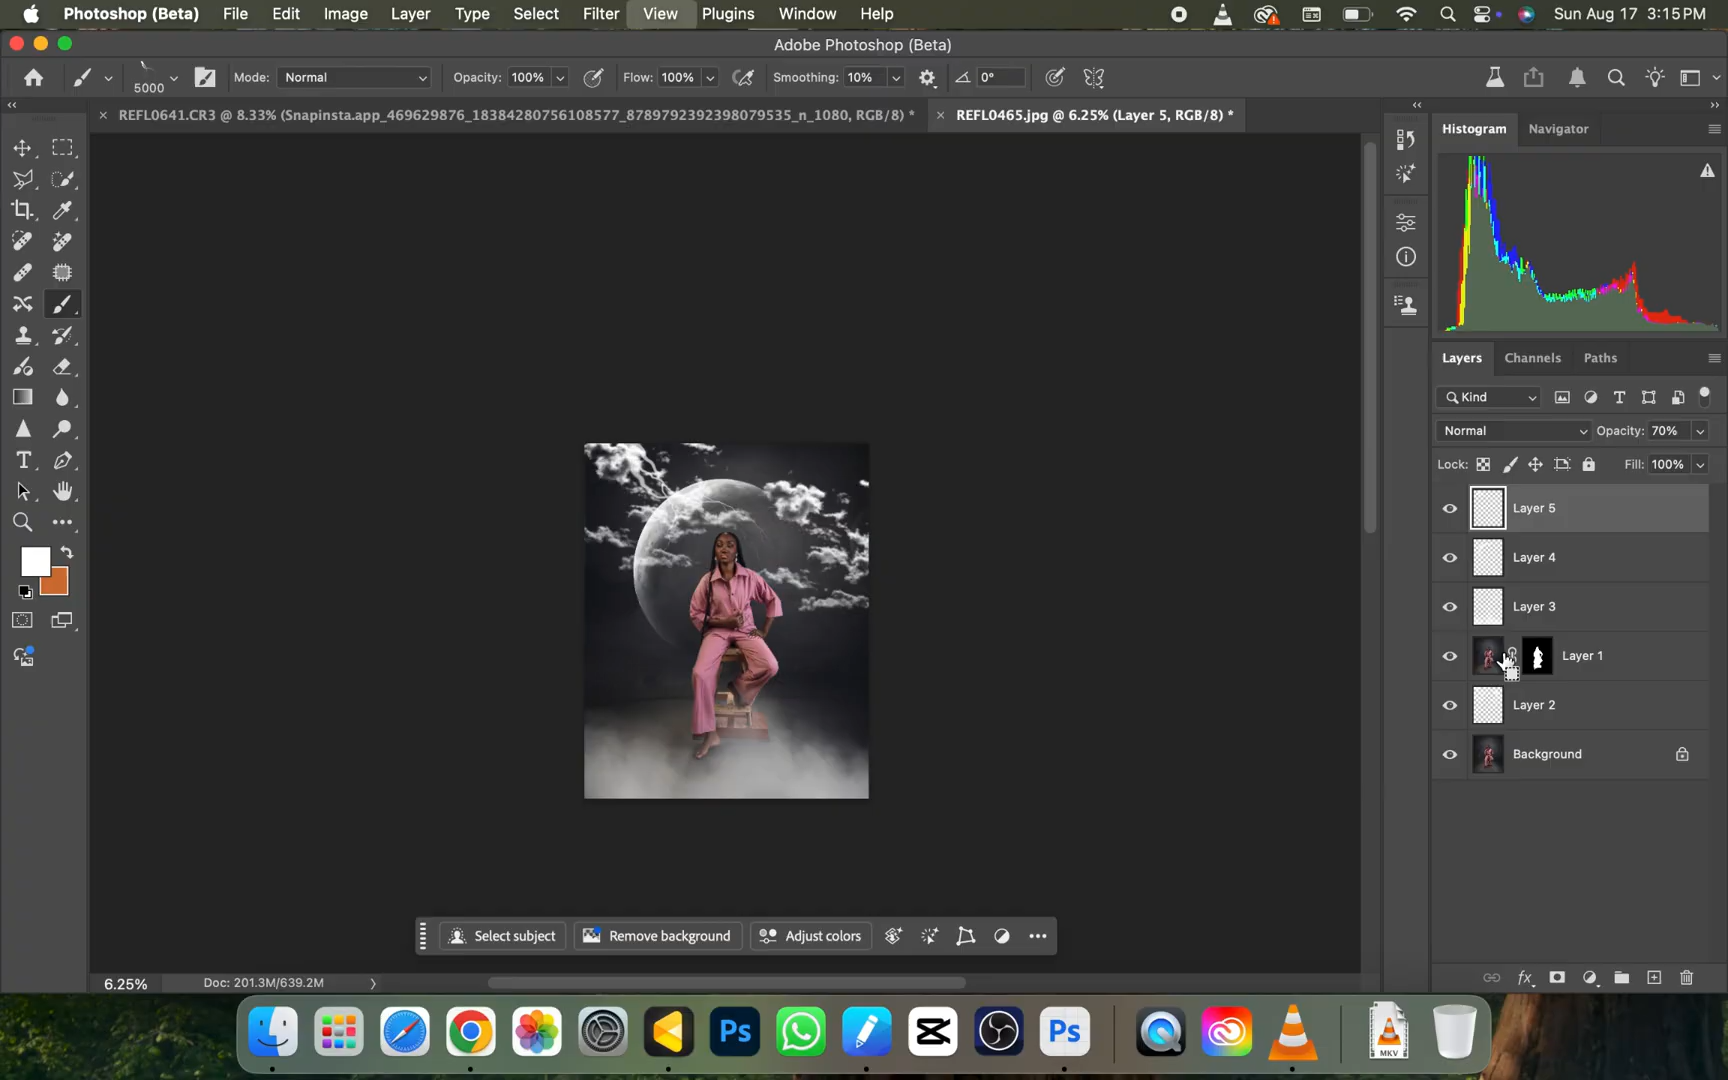 Photoshop (Beta) File Edit Image Layer Type Select Filter View Plugins Window Help Sun Aug 17 3:15 PM
Adobe Photoshop (Beta)
5000 Mode: Normal Opacity: 100% Flow: 100% Smoothing: 10% 0°
REFL0641.CR3 @ 8.33% (Snapinsta.app_469629876_18384280756108577_8789792392398079535_n_1080, RGB/8) * REFL0465.jpg @ 6.25% (Layer 5, RGB/8) *
Histogram Navigator
Layers Channels Paths
Kind
Normal Opacity: 70%
Lock: Fill: 100%
Layer 5
Layer 4
Layer 3
Layer 1
Layer 2
Background
Select subject Remove background Adjust colors
6.25% Doc: 201.3M/639.2M
Ps Ps
MKV